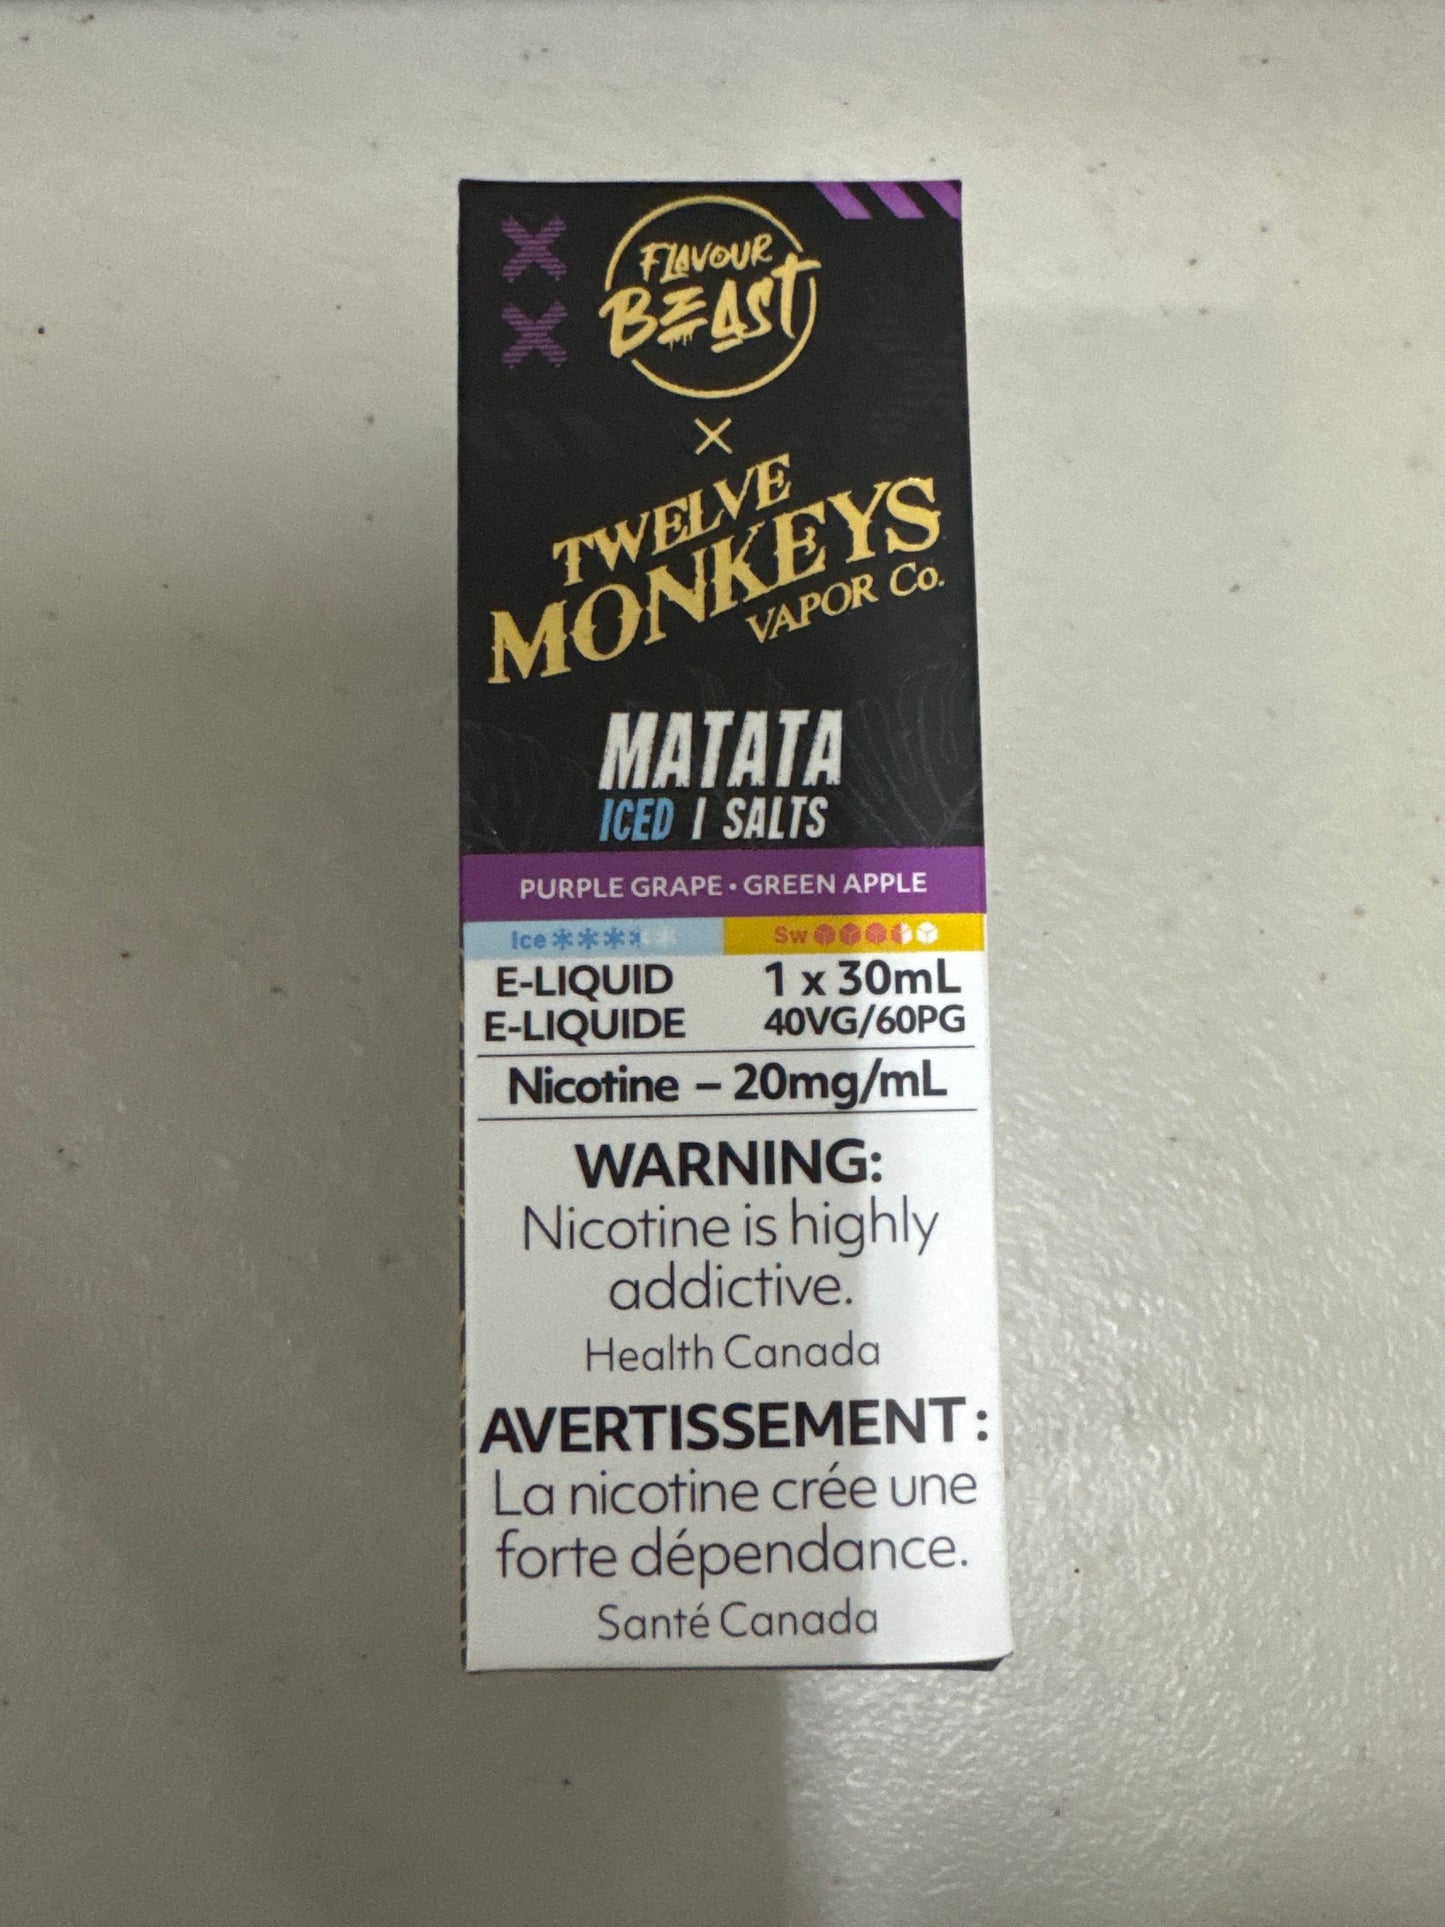 FLAVOUR
BEAST
×
TWELVE
MONKEYS
VAPOR Co.
MATATA
ICED | SALTS
PURPLE GRAPE • GREEN APPLE
Ice Sw
E-LIQUID 1 x 30mL
E-LIQUIDE 40VG/60PG
Nicotine – 20mg/mL
WARNING:
Nicotine is highly
addictive.
Health Canada
AVERTISSEMENT :
La nicotine crée une
forte dépendance.
Santé Canada